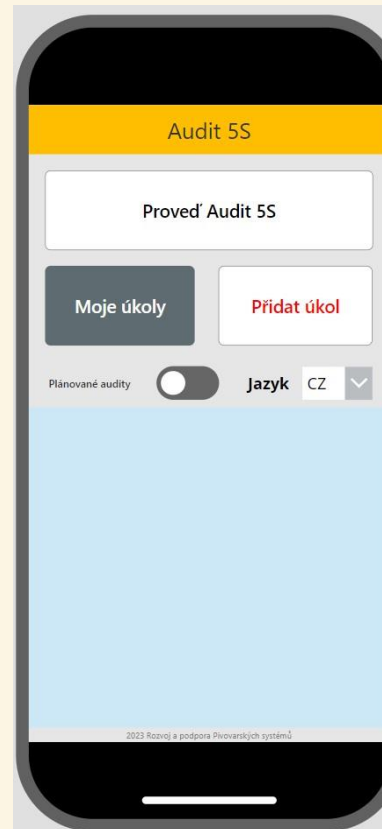 Audit 5S
Proveď Audit 5S
Moje úkoly Přidat úkol
Plánované audity Jazyk CZ
2023 Rozvoj a podpora Pivovarských systémů